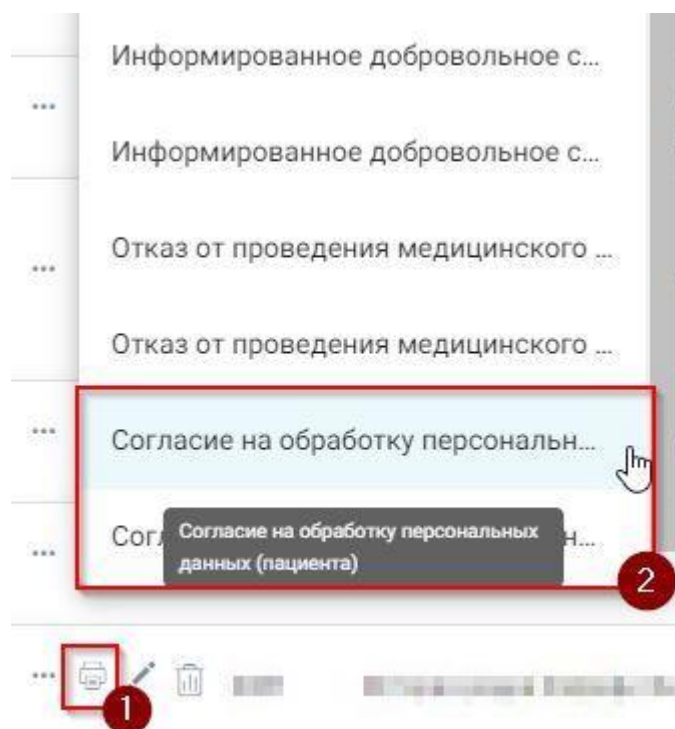 Информированное добровольное с...
Информированное добровольное с...
Отказ от проведения медицинского ...
Отказ от проведения медицинского ...
Согласие на обработку персональн...
Сог
н...
Согласие на обработку персональных
данных (пациента)
2
1